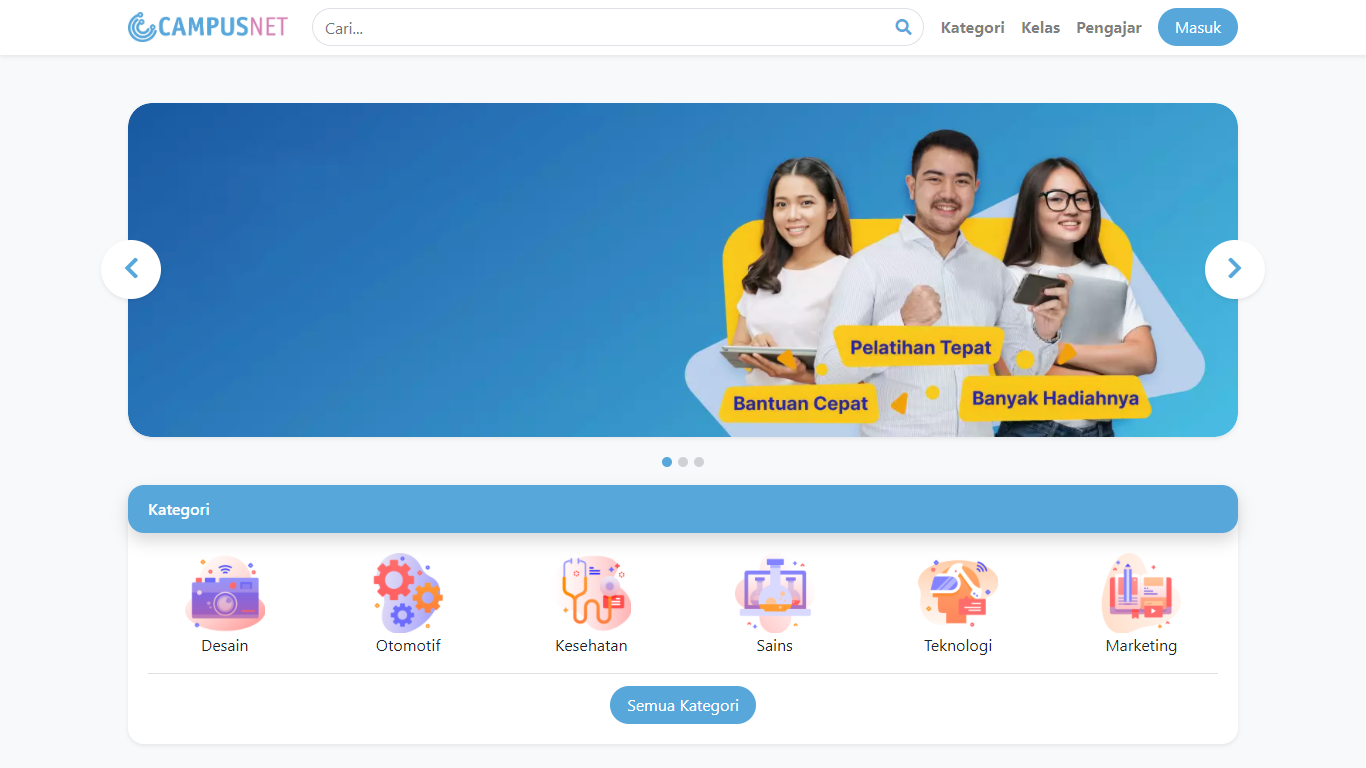 CAMPUSNET
Cari...
Kategori Kelas Pengajar Masuk
Pelatihan Tepat
Bantuan Cepat
Banyak Hadiahnya
Kategori
Desain Otomotif Kesehatan Sains Teknologi Marketing
Semua Kategori